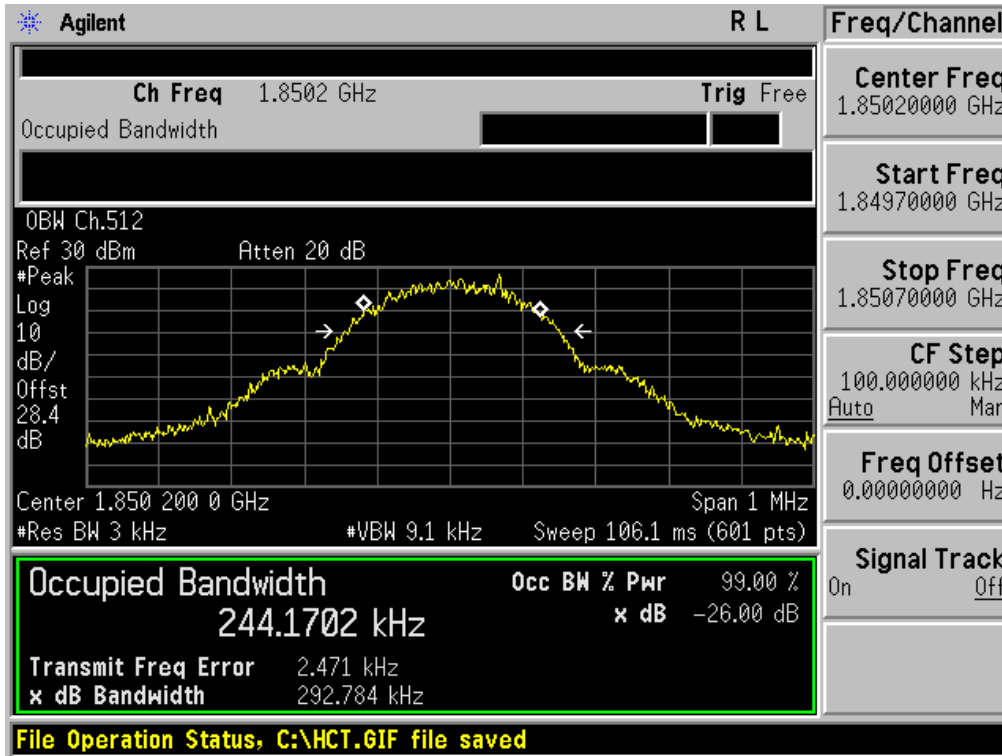 Agilent
R L
Freq/Channel
Ch Freq 1.8502 GHz
Trig Free
Occupied Bandwidth
Center Freq
1.85020000 GHz
Start Freq
1.84970000 GHz
Stop Freq
1.85070000 GHz
CF Step
100.000000 kHz
Auto Man
Freq Offset
0.00000000 Hz
Signal Track
On Off
OBW Ch.512
Ref 30 dBm Atten 20 dB
#Peak
Log
10
dB/
Offst
28.4
dB
Center 1.850 200 0 GHz Span 1 MHz
#Res BW 3 kHz #VBW 9.1 kHz Sweep 106.1 ms (601 pts)
Occupied Bandwidth
244.1702 kHz
Occ BW % Pwr 99.00 %
x dB -26.00 dB
Transmit Freq Error 2.471 kHz
x dB Bandwidth 292.784 kHz
File Operation Status, C:\HCT.GIF file saved